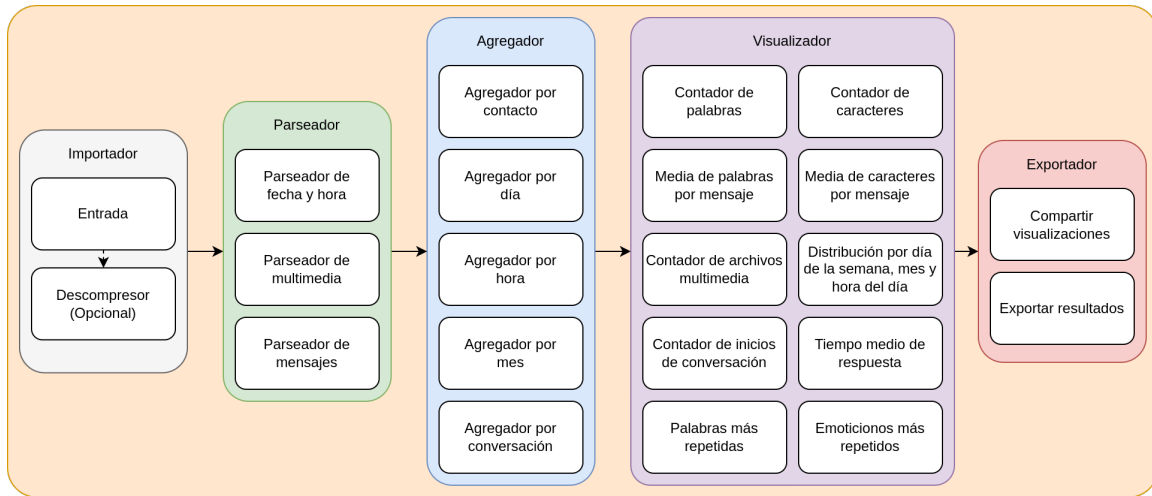 Importador
Entrada
Descompresor
(Opcional)
Parseador
Parseador de
fecha y hora
Parseador de
multimedia
Parseador de
mensajes
Agregador
Agregador por
contacto
Agregador por
día
Agregador por
hora
Agregador por
mes
Agregador por
conversación
Visualizador
Contador de
palabras
Contador de
caracteres
Media de palabras
por mensaje
Media de caracteres
por mensaje
Contador de archivos
multimedia
Distribución por día
de la semana, mes y
hora del día
Contador de inicios
de conversación
Tiempo medio de
respuesta
Palabras más
repetidas
Emoticionos más
repetidos
Exportador
Compartir
visualizaciones
Exportar resultados